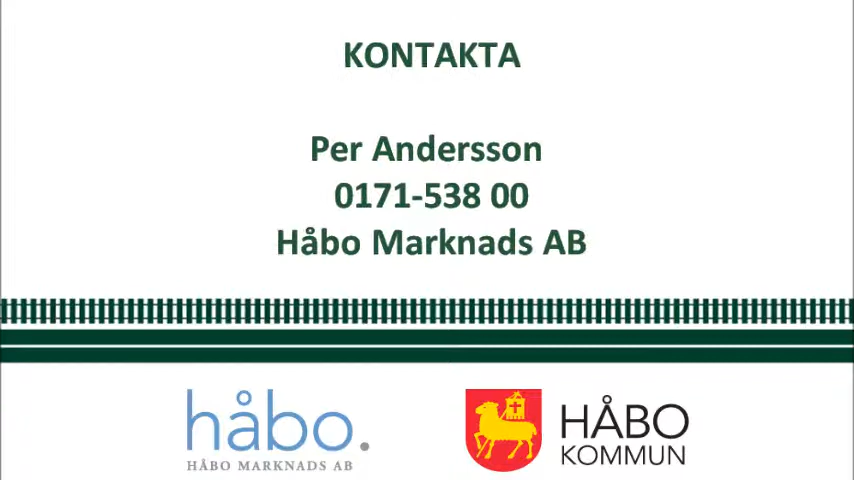 KONTAKTA
Per Andersson
0171-538 00
Håbo Marknads AB
håbo.
HÅBO MARKNADS AB
HÅBO
KOMMUN